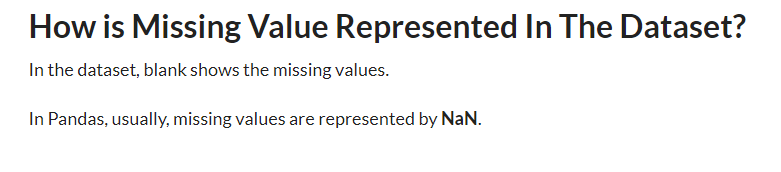 How is Missing Value Represented In The Dataset?
In the dataset, blank shows the missing values.
In Pandas, usually, missing values are represented by NaN.